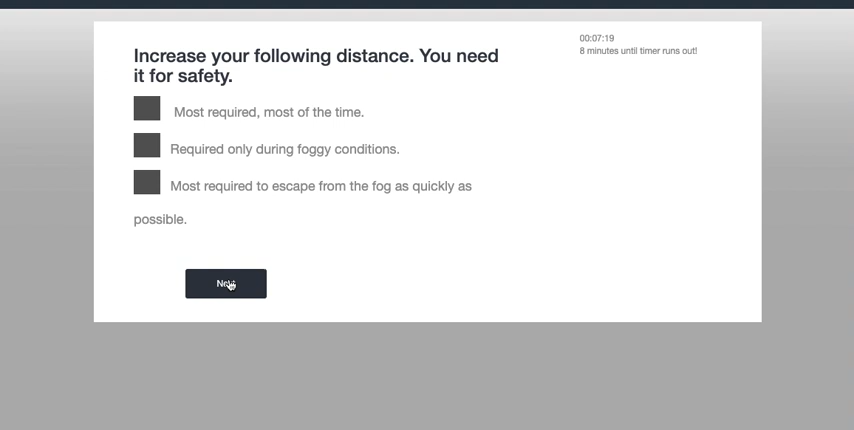 00:07:19
8 minutes until timer runs out!
Increase your following distance. You need
it for safety.
Most required, most of the time.
Required only during foggy conditions.
Most required to escape from the fog as quickly as
possible.